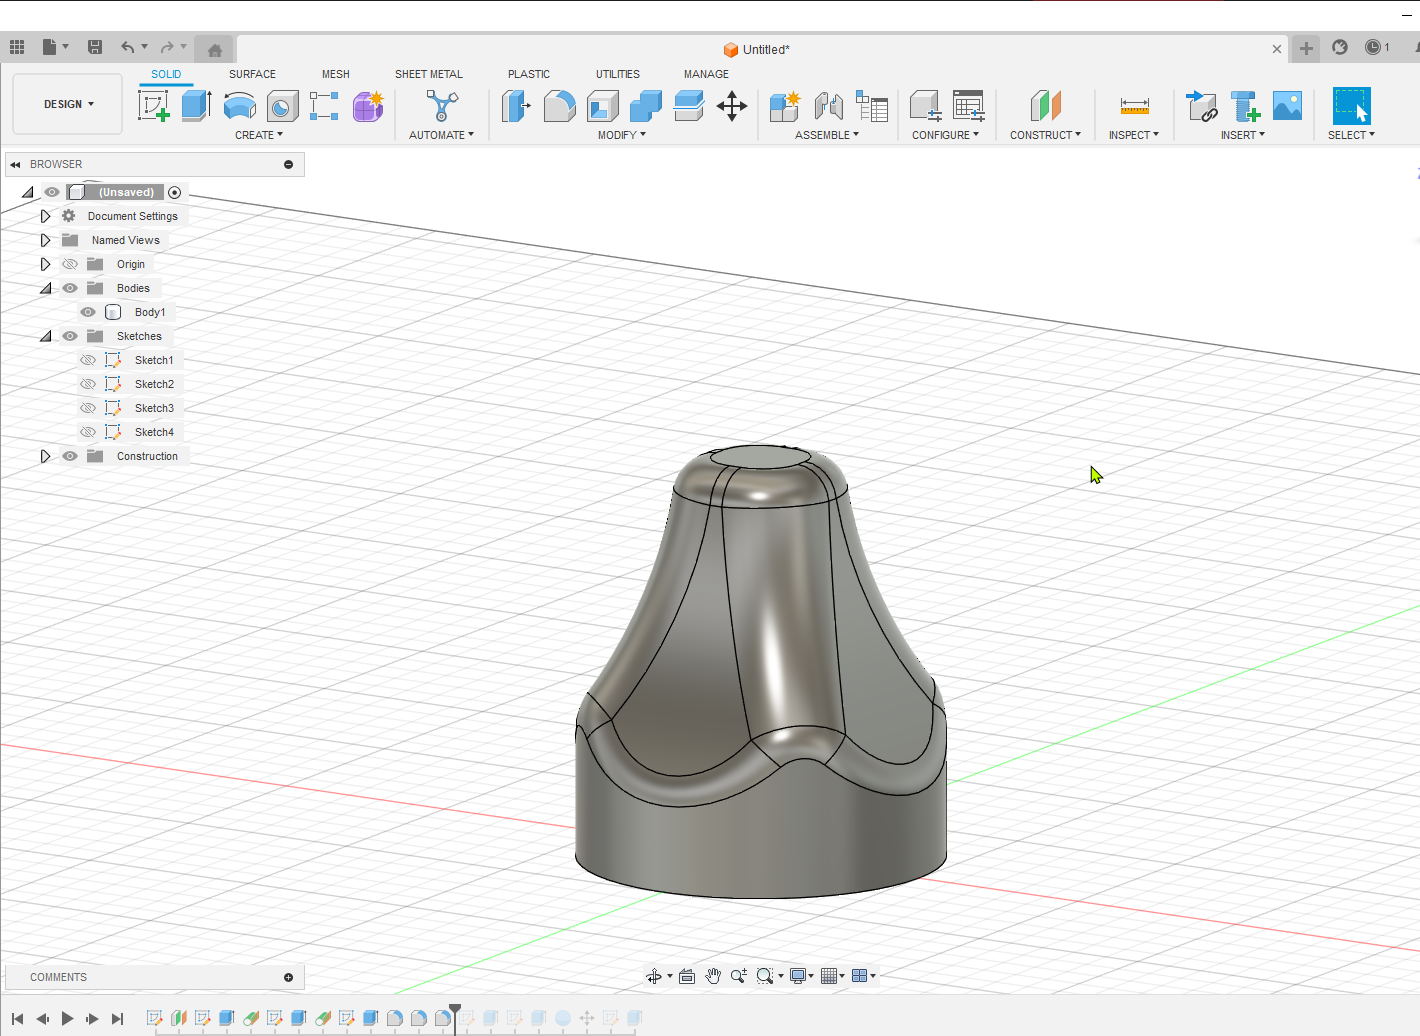 Untitled*
1
SOLID SURFACE MESH SHEET METAL PLASTIC UTILITIES MANAGE
DESIGN
CREATE AUTOMATE MODIFY ASSEMBLE CONFIGURE CONSTRUCT INSPECT INSERT SELECT
BROWSER
(Unsaved)
Document Settings
Named Views
Origin
Bodies
Body1
Sketches
Sketch1
Sketch2
Sketch3
Sketch4
Construction
COMMENTS